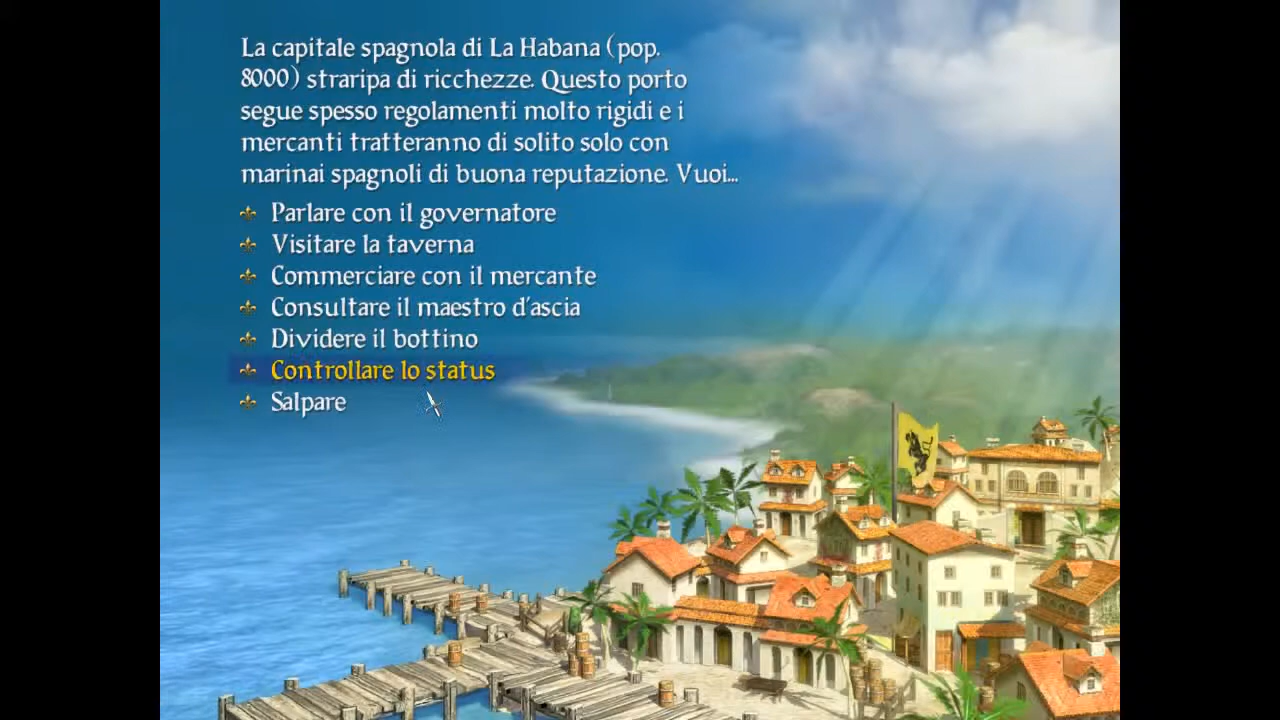 La capitale spagnola di La Habana (pop.
8000) straripa di ricchezze. Questo porto
segue spesso regolamenti molto rigidi e i
mercanti tratteranno di solito solo con
marinai spagnoli di buona reputazione. Vuoi...
Parlare con il governatore
Visitare la taverna
Commerciare con il mercante
Consultare il maestro d'ascia
Dividere il bottino
Controllare lo status
Salpare